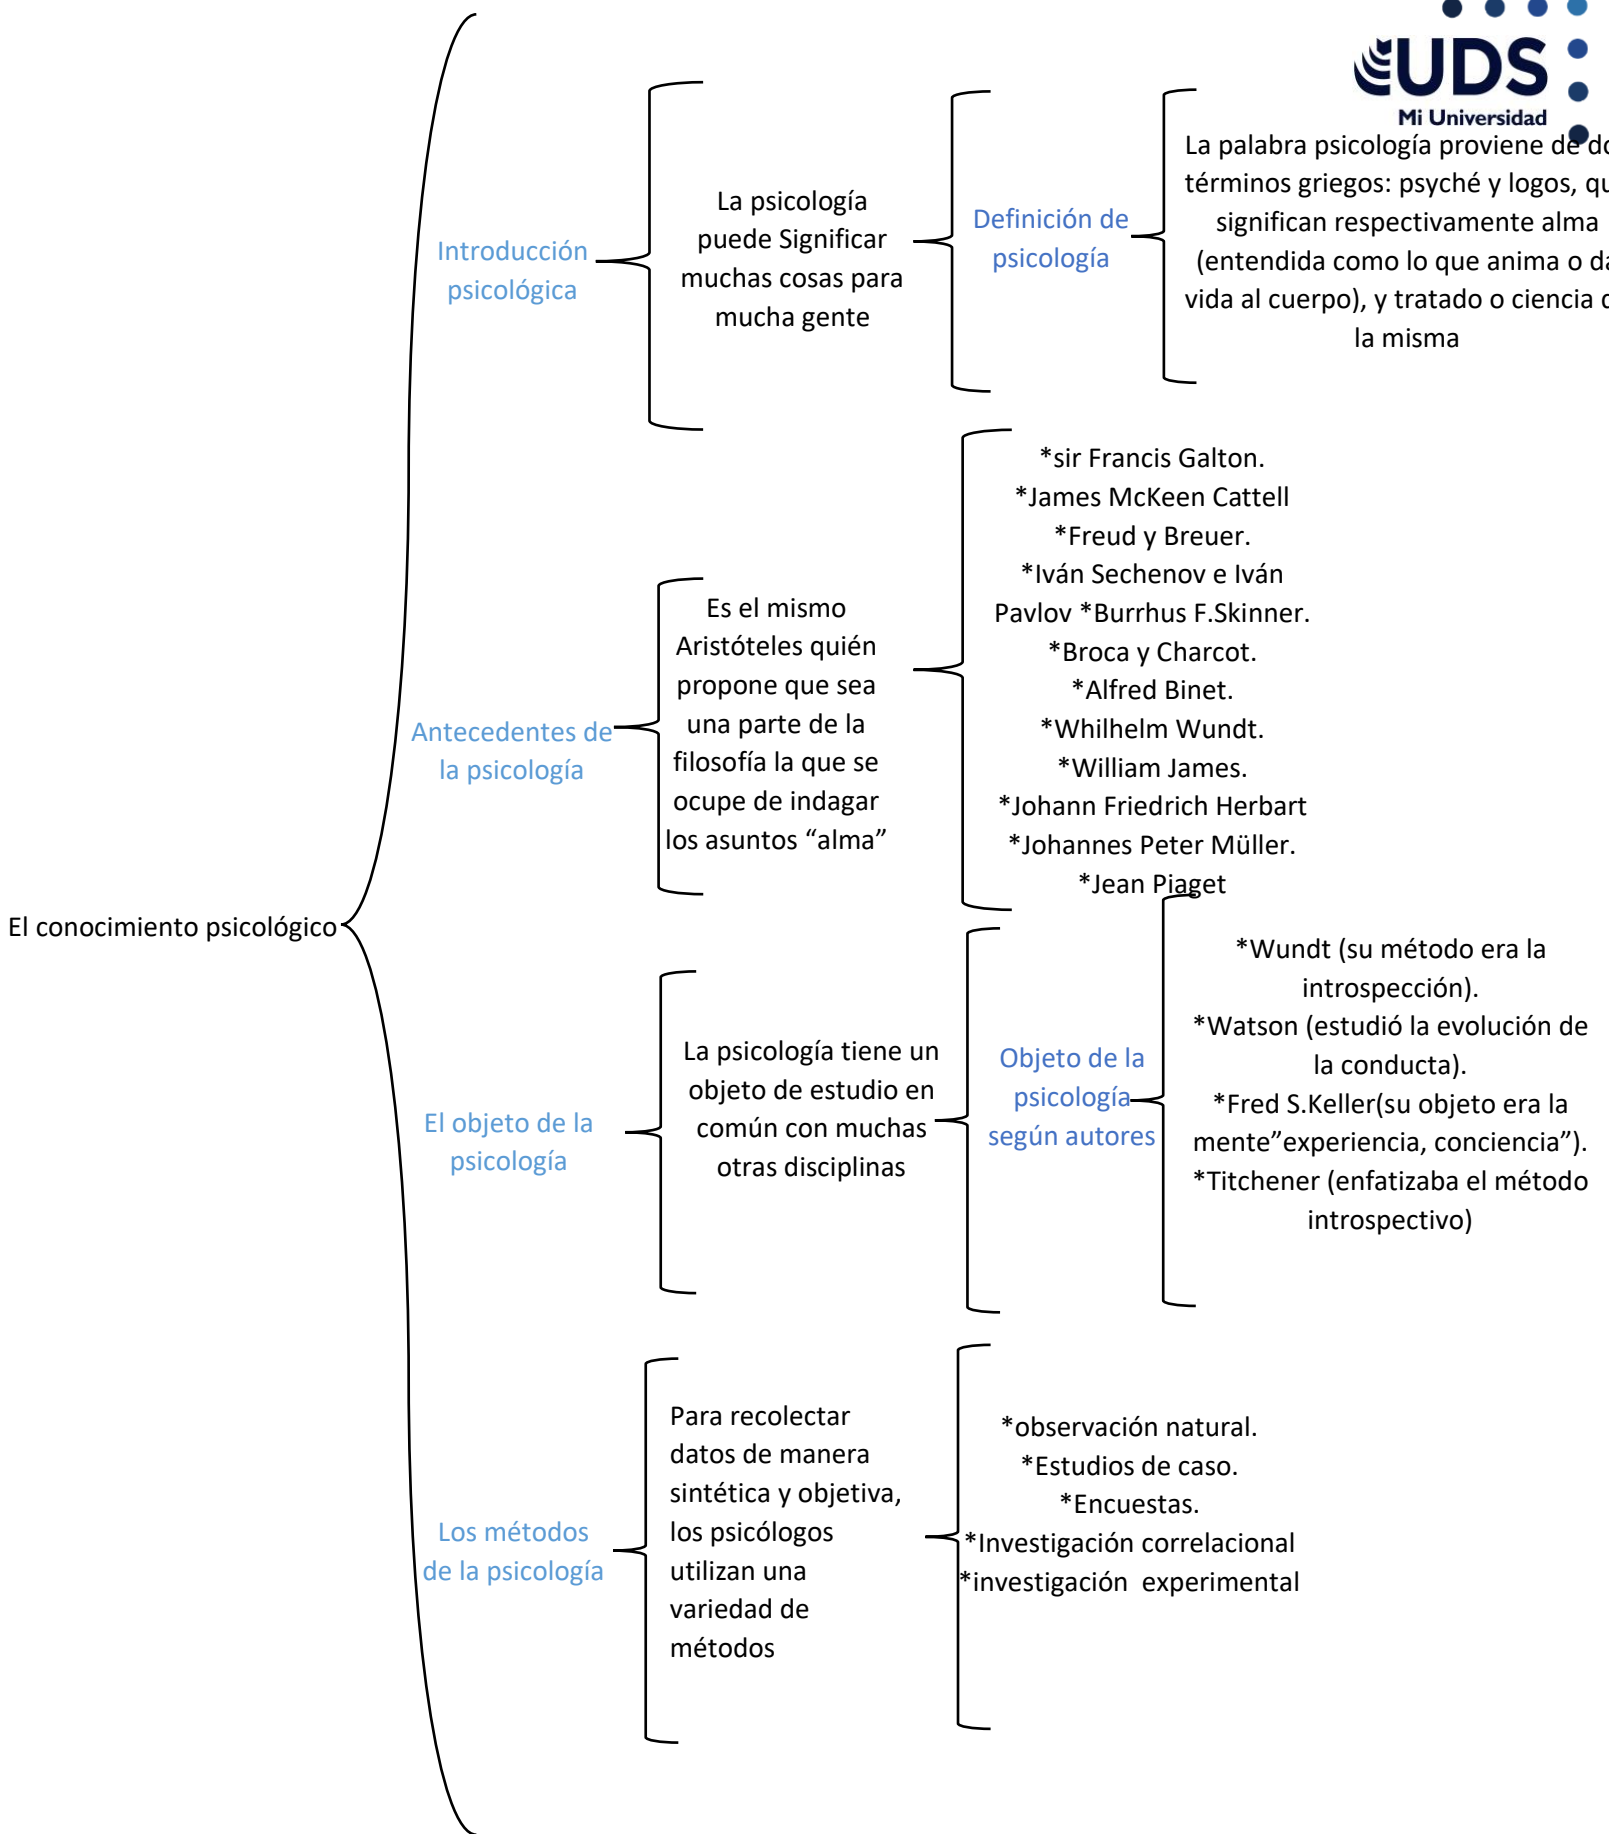 UDS
Mi Universidad
El conocimiento psicológico
Introducción
psicológica
La psicología
puede Significar
muchas cosas para
mucha gente
Definición de
psicología
La palabra psicología proviene de
términos griegos: psyché y logos,
significan respectivamente alma
(entendida como lo que anima o
vida al cuerpo), y tratado o ciencia
la misma
Antecedentes de
la psicología
Es el mismo
Aristóteles quién
propone que sea
una parte de la
filosofía la que se
ocupe de indagar
los asuntos “alma”
*sir Francis Galton.
*James McKeen Cattell
*Freud y Breuer.
*Iván Sechenov e Iván
Pavlov *Burrhus F.Skinner.
*Broca y Charcot.
*Alfred Binet.
*Whilhelm Wundt.
*William James.
*Johann Friedrich Herbart
*Johannes Peter Müller.
*Jean Piaget
El objeto de la
psicología
La psicología tiene un
objeto de estudio en
común con muchas
otras disciplinas
Objeto de la
psicología
según autores
*Wundt (su método era la
introspección).
*Watson (estudió la evolución de
la conducta).
*Fred S.Keller(su objeto era la
mente”experiencia, conciencia”).
*Titchener (enfatizaba el método
introspectivo)
Los métodos
de la psicología
Para recolectar
datos de manera
sintética y objetiva,
los psicólogos
utilizan una
variedad de
métodos
*observación natural.
*Estudios de caso.
*Encuestas.
*Investigación correlacional
*investigación  experimental